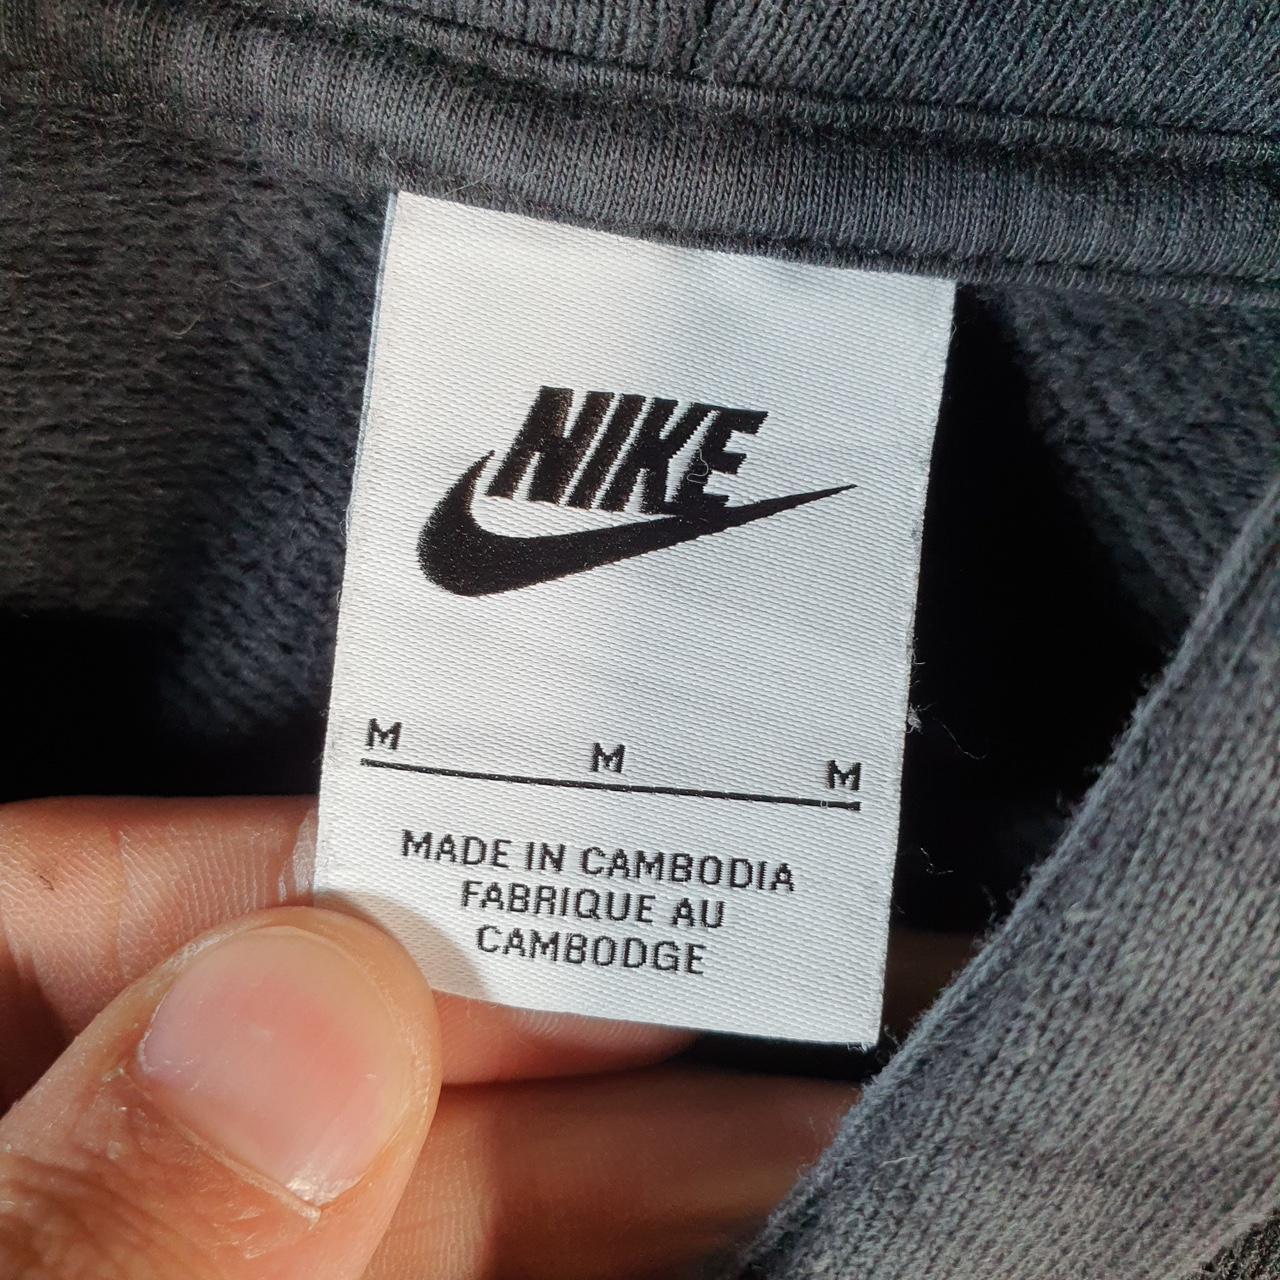 NIKE
M M M
MADE IN CAMBODIA
FABRIQUE AU
CAMBODGE